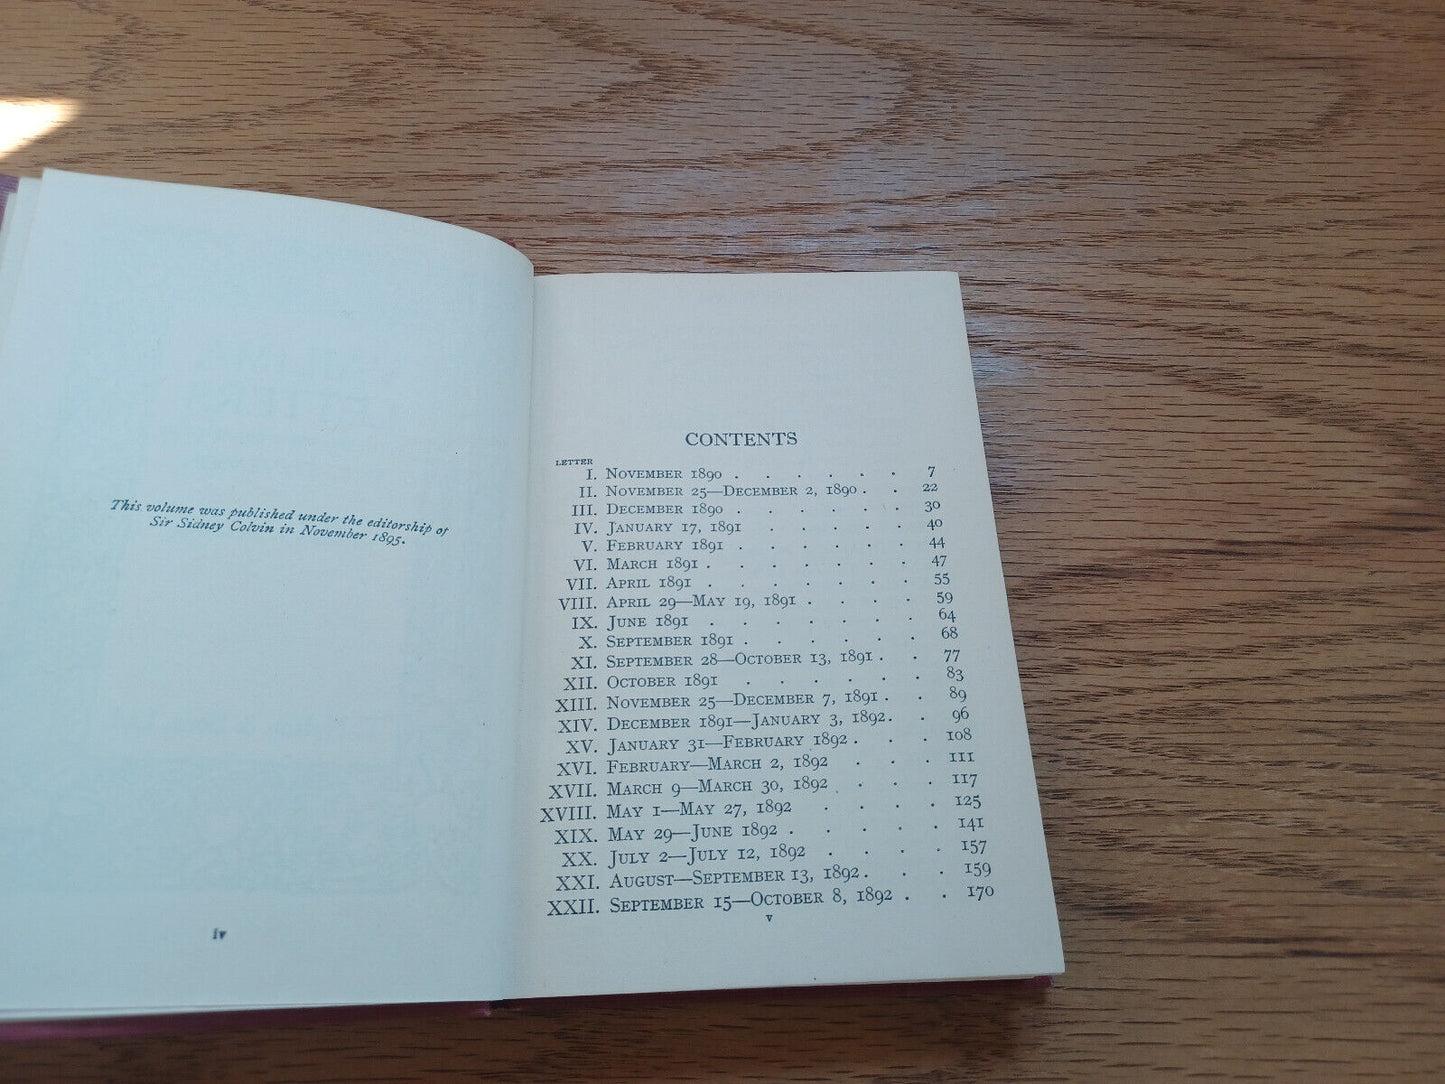 This volume was published under the editorship of
Sir Sidney Colvin in November 1895.
iv
CONTENTS
LETTER
I. NOVEMBER 1890 . . . . . . 7
II. NOVEMBER 25—DECEMBER 2, 1890 . . 22
III. DECEMBER 1890 . . . . . . 30
IV. JANUARY 17, 1891 . . . . . 40
V. FEBRUARY 1891 . . . . . . 44
VI. MARCH 1891 . . . . . . . 47
VII. APRIL 1891 . . . . . . . 55
VIII. APRIL 29—MAY 19, 1891 . . . . 59
IX. JUNE 1891 . . . . . . . 64
X. SEPTEMBER 1891 . . . . . . 68
XI. SEPTEMBER 28—OCTOBER 13, 1891 . . 77
XII. OCTOBER 1891 . . . . . . 83
XIII. NOVEMBER 25—DECEMBER 7, 1891 . . 89
XIV. DECEMBER 1891—JANUARY 3, 1892 . . 96
XV. JANUARY 31—FEBRUARY 1892 . . . 108
XVI. FEBRUARY—MARCH 2, 1892 . . . 111
XVII. MARCH 9—MARCH 30, 1892 . . . 117
XVIII. MAY 1—MAY 27, 1892 . . . . 125
XIX. MAY 29—JUNE 1892 . . . . . 141
XX. JULY 2—JULY 12, 1892 . . . . 157
XXI. AUGUST—SEPTEMBER 13, 1892 . . . 159
XXII. SEPTEMBER 15—OCTOBER 8, 1892 . . 170
v